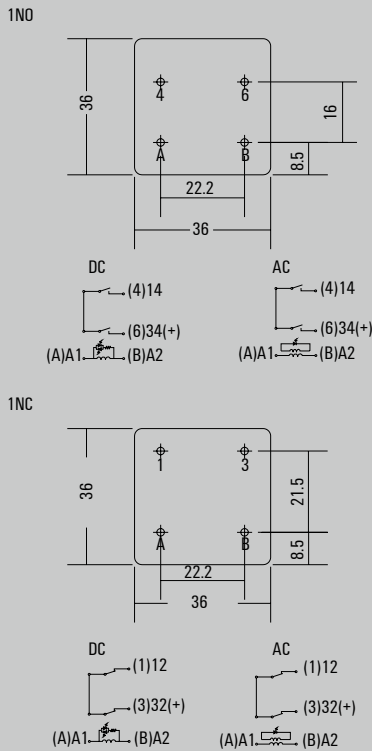 1NO
36
4 6
16
A B
8.5
22.2
36
DC AC
(4)14 (4)14
(6)34(+) (6)34(+)
(A)A1 (B)A2 (A)A1 (B)A2
1NC
36
1 3
21.5
A B
8.5
22.2
36
DC AC
(1)12 (1)12
(3)32(+) (3)32(+)
(A)A1 (B)A2 (A)A1 (B)A2